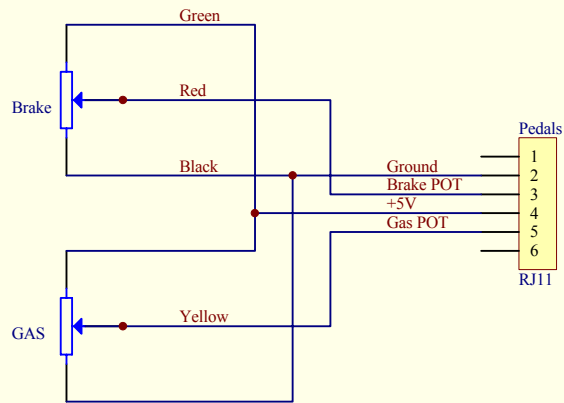 Green
Brake
Red
Pedals
Black
Ground
1
2
Brake POT
3
+5V
4
Gas POT
5
6
RJ11
GAS
Yellow